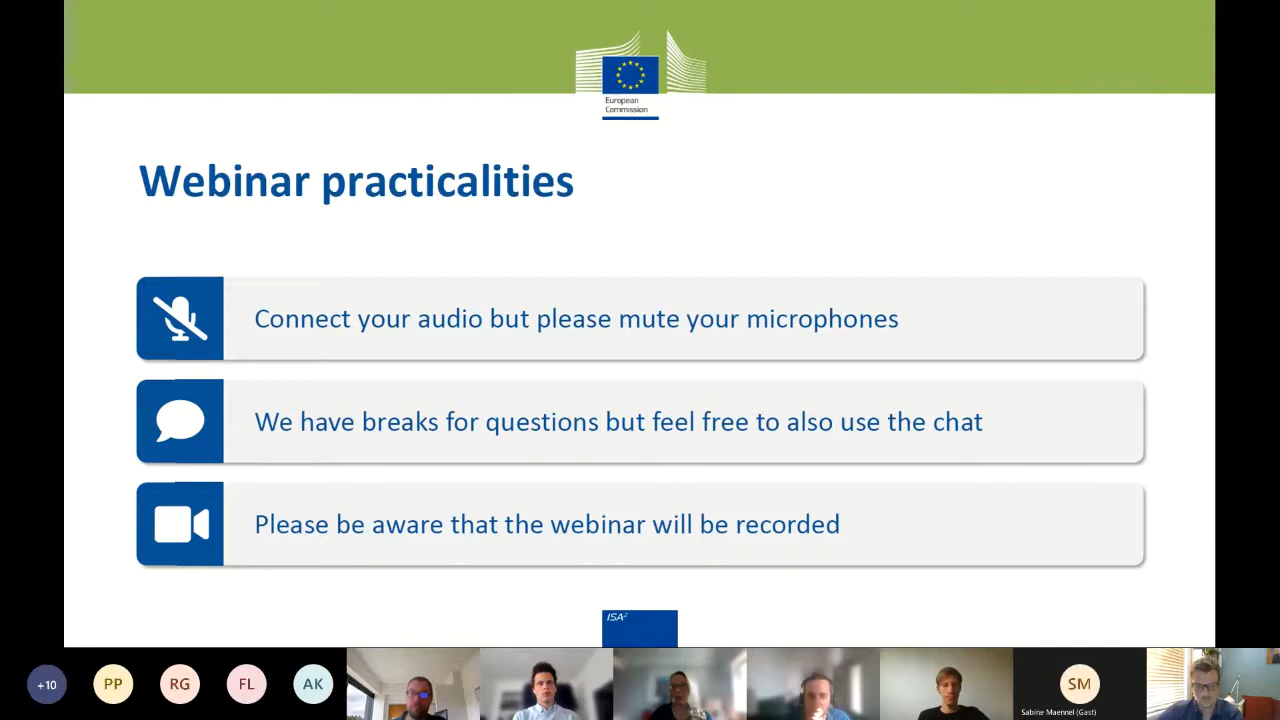 European
Commission
Webinar practicalities
Connect your audio but please mute your microphones
We have breaks for questions but feel free to also use the chat
Please be aware that the webinar will be recorded
ISA²
+10
PP
RG
FL
AK
SM
Sabine Maennel (Gast)